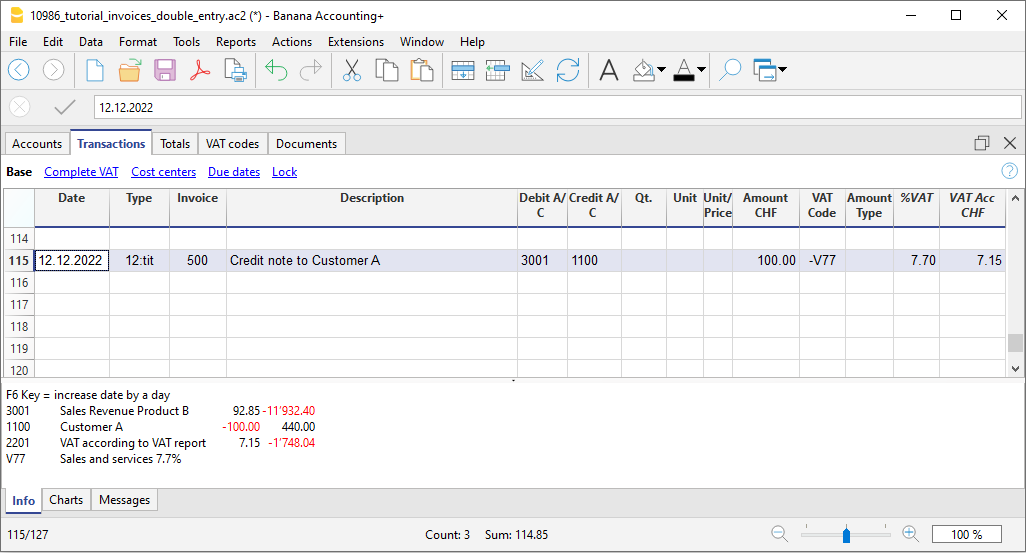 10986_tutorial_invoices_double_entry.ac2 (*) - Banana Accounting+
File Edit Data Format Tools Reports Actions Extensions Window Help
12.12.2022
Accounts Transactions Totals VAT codes Documents
Base Complete VAT Cost centers Due dates Lock
Date Type Invoice Description Debit A/C Credit A/C Qt. Unit Unit/Price Amount CHF VAT Code Amount Type %VAT VAT Acc CHF
114
115 12.12.2022 12:tit 500 Credit note to Customer A 3001 1100 100.00 -V77 7.70 7.15
116
117
118
119
120
F6 Key = increase date by a day
3001 Sales Revenue Product B 92.85 -11'932.40
1100 Customer A -100.00 440.00
2201 VAT according to VAT report 7.15 -1'748.04
V77 Sales and services 7.7%
Info Charts Messages
115/127 Count: 3 Sum: 114.85 100 %